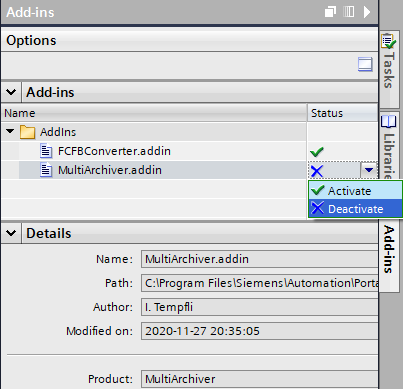 Add-ins
Options
Tasks
Add-ins
Name Status
AddIns
Libraries
FCFBConverter.addin
MultiArchiver.addin
Activate
Deactivate
Add-ins
Details
Name: MultiArchiver.addin
Path: C:\Program Files\Siemens\Automation\Porta
Author: I. Tempfli
Modified on: 2020-11-27 20:35:05
Product: MultiArchiver